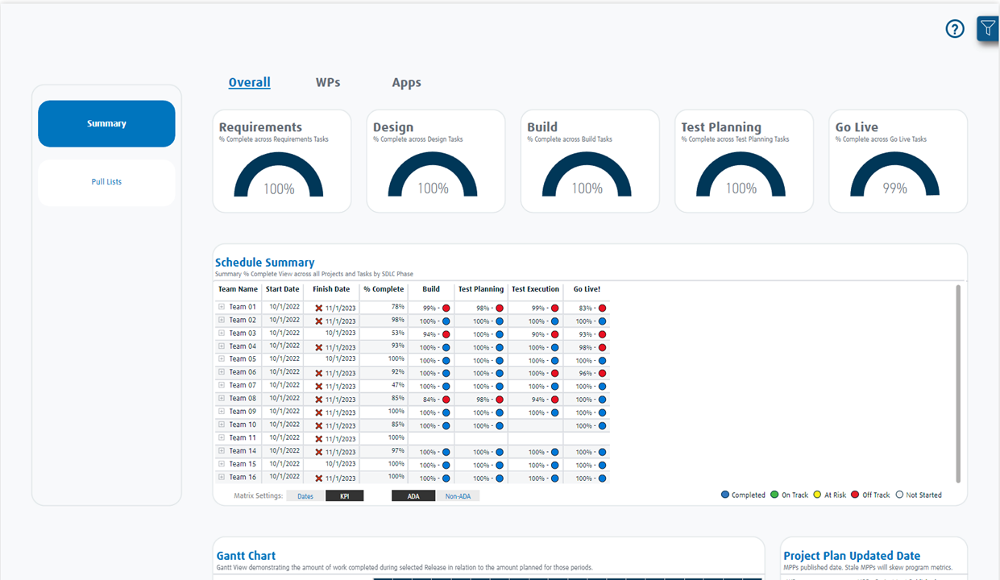 ?
Overall WPs Apps
Summary
Pull Lists
Requirements
% Complete across Requirements Tasks
100%
Design
% Complete across Design Tasks
100%
Build
% Complete across Build Tasks
100%
Test Planning
% Complete across Test Planning Tasks
100%
Go Live
% Complete across Go Live Tasks
99%
Schedule Summary
Summary % Complete View across all Projects and Tasks by SDLC Phase
Team Name Start Date Finish Date % Complete Build Test Planning Test Execution Go Live!
Team 01 10/1/2022 11/1/2023 78% 99% - 98% - 99% - 83% -
Team 02 10/1/2022 11/1/2023 98% 100% - 100% - 100% - 100% -
Team 03 10/1/2022 10/1/2023 53% 94% - 100% - 90% - 93% -
Team 04 10/1/2022 11/1/2023 93% 100% - 100% - 100% - 98% -
Team 05 10/1/2022 10/1/2023 100% 100% - 100% - 100% - 100% -
Team 06 10/1/2022 11/1/2023 92% 100% - 100% - 100% - 96% -
Team 07 10/1/2022 11/1/2023 47% 100% - 100% - 100% - 100% -
Team 08 10/1/2022 11/1/2023 85% 84% - 98% - 94% - 100% -
Team 09 10/1/2022 11/1/2023 100% 100% - 100% - 100% - 100% -
Team 10 10/1/2022 11/1/2023 85% 100% - 100% - 100% -
Team 11 10/1/2022 11/1/2023 100%
Team 14 10/1/2022 11/1/2023 97% 100% - 100% - 100% - 100% -
Team 15 10/1/2022 10/1/2023 100% 100% - 100% - 100% - 100% -
Team 16 10/1/2022 11/1/2023 100% 100% - 100% - 100% - 100% -
Matrix Settings: Dates KPI ADA Non-ADA
Completed On Track At Risk Off Track Not Started
Gantt Chart
Gantt View demonstrating the amount of work completed during selected Release in relation to the amount planned for those periods.
Project Plan Updated Date
MPPs published date. Stale MPPs will skew program metrics.